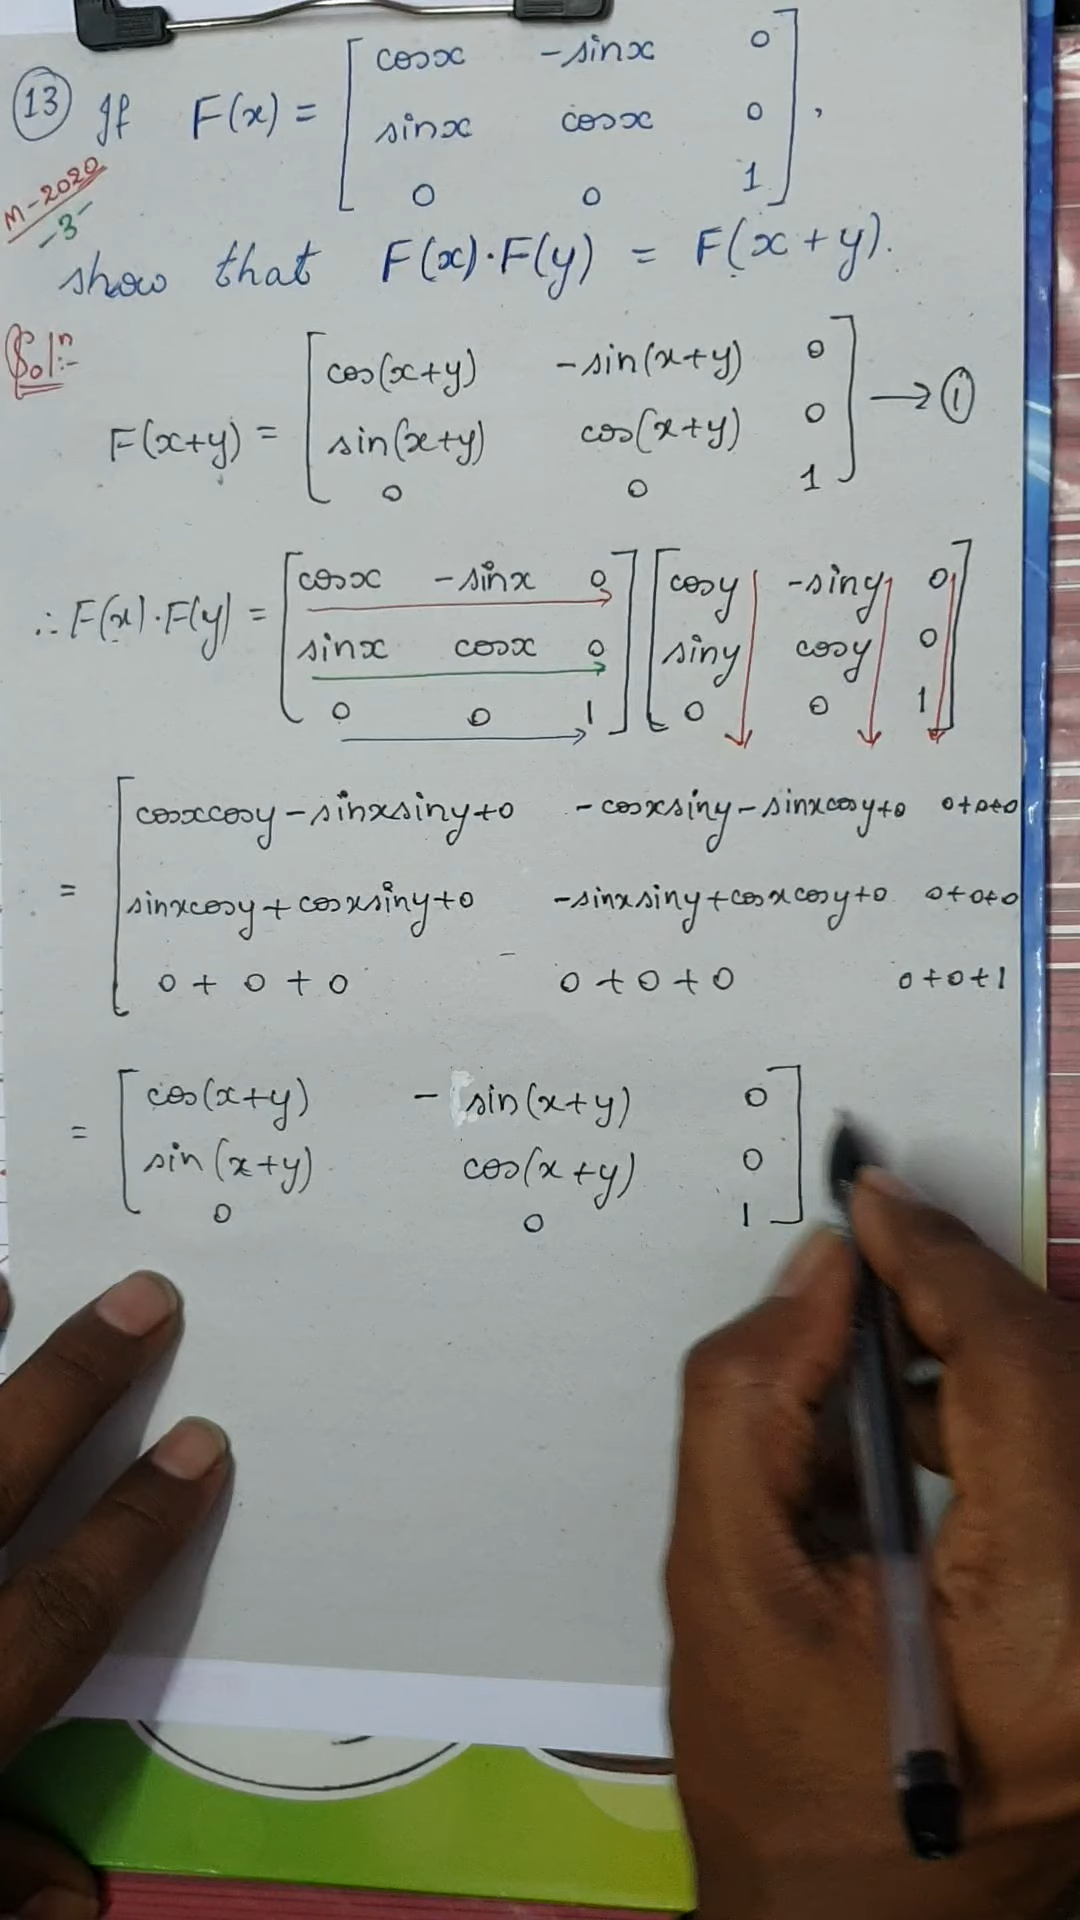 13 If F(x) = [ cosx -sinx 0
sinx cosx 0 ,
0 0 1 ]
M-2020
-3-
show that F(x)·F(y) = F(x+y).
Solⁿ:-
F(x+y) = [ cos(x+y) -sin(x+y) 0
sin(x+y) cos(x+y) 0
0 0 1 ] → 1
∴ F(x)·F(y) = [ cosx -sinx 0 ] [ cosy -siny 0
sinx cosx 0 siny cosy 0
0 0 1 0 0 1 ]
= [ cosxcosy-sinxsiny+0 -cosxsiny-sinxcosy+0 0+0+0
sinxcosy+cosxsiny+0 -sinxsiny+cosxcosy+0 0+0+0
0+0+0 0+0+0 0+0+1
= [ cos(x+y) -sin(x+y) 0
sin(x+y) cos(x+y) 0
0 0 1 ]